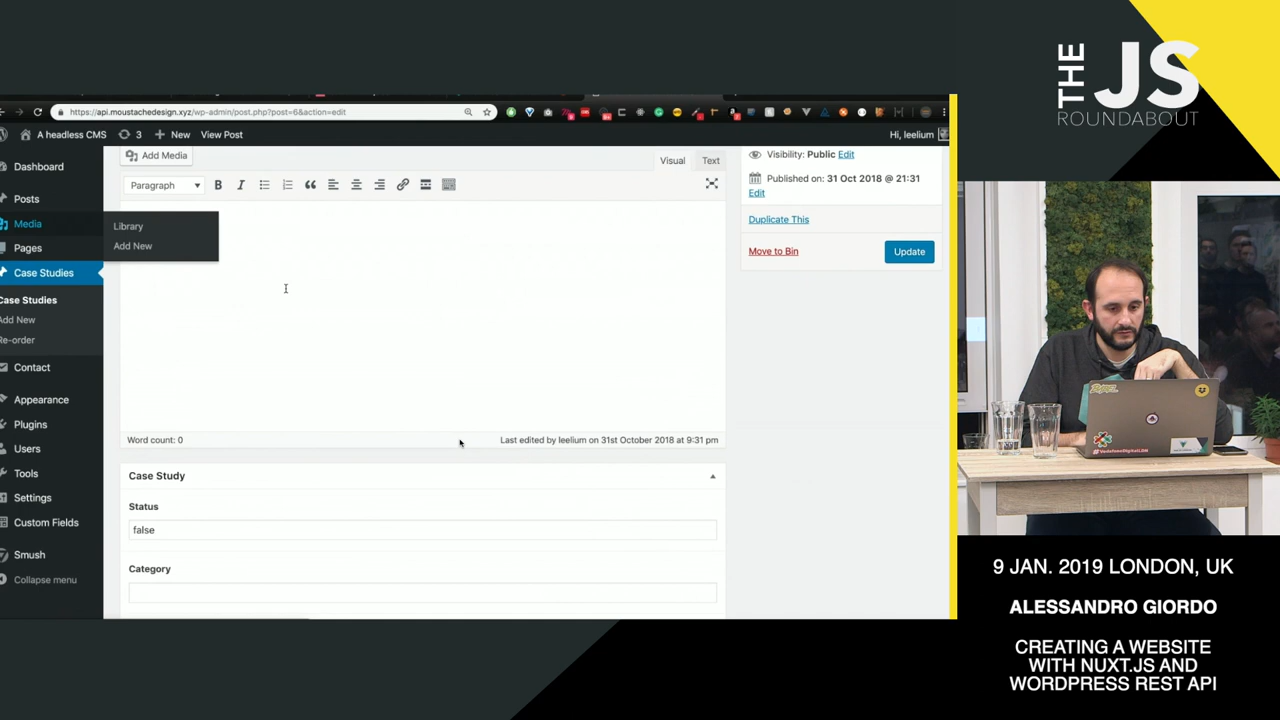 https://api.moustachedesign.xyz/wp-admin/post.php?post=6&action=edit
A headless CMS
3
New
View Post
Hi, leelium
Dashboard
Posts
Media
Pages
Case Studies
Case Studies
Add New
Re-order
Contact
Appearance
Plugins
Users
Tools
Settings
Custom Fields
Smush
Collapse menu
Library
Add New
Add Media
Visual
Text
Paragraph
B
I
Word count: 0
Last edited by leelium on 31st October 2018 at 9:31 pm
Case Study
Status
false
Category
Visibility: Public Edit
Published on: 31 Oct 2018 @ 21:31
Edit
Duplicate This
Move to Bin
Update
THE
JS
ROUNDABOUT
9 JAN. 2019 LONDON, UK
ALESSANDRO GIORDO
CREATING A WEBSITE
WITH NUXT.JS AND
WORDPRESS REST API